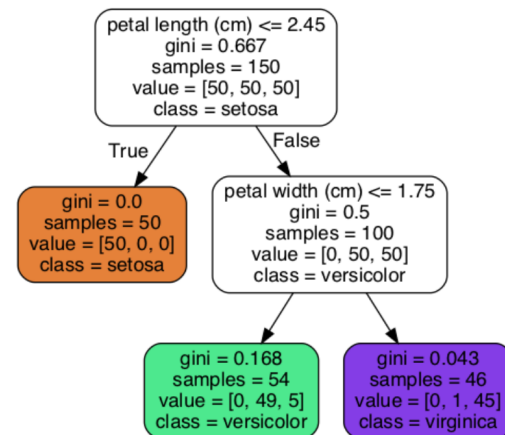 petal length (cm) <= 2.45
gini = 0.667
samples = 150
value = [50, 50, 50]
class = setosa
True
False
gini = 0.0
samples = 50
value = [50, 0, 0]
class = setosa
petal width (cm) <= 1.75
gini = 0.5
samples = 100
value = [0, 50, 50]
class = versicolor
gini = 0.168
samples = 54
value = [0, 49, 5]
class = versicolor
gini = 0.043
samples = 46
value = [0, 1, 45]
class = virginica